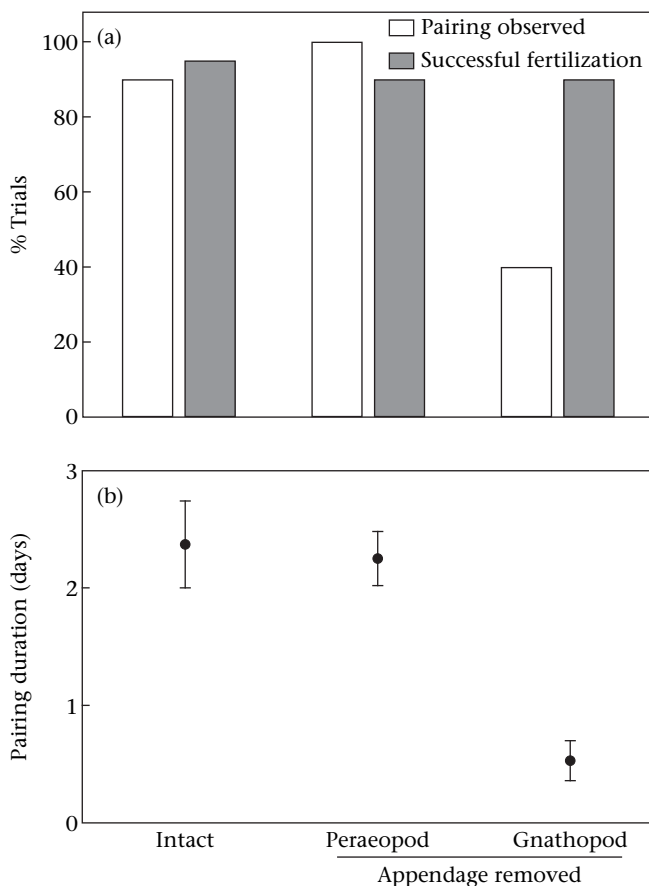 (a)
Pairing observed
Successful fertilization
100
80
60
40
20
0
% Trials
(b)
3
2
1
0
Pairing duration (days)
Intact
Peraeopod
Gnathopod
Appendage removed